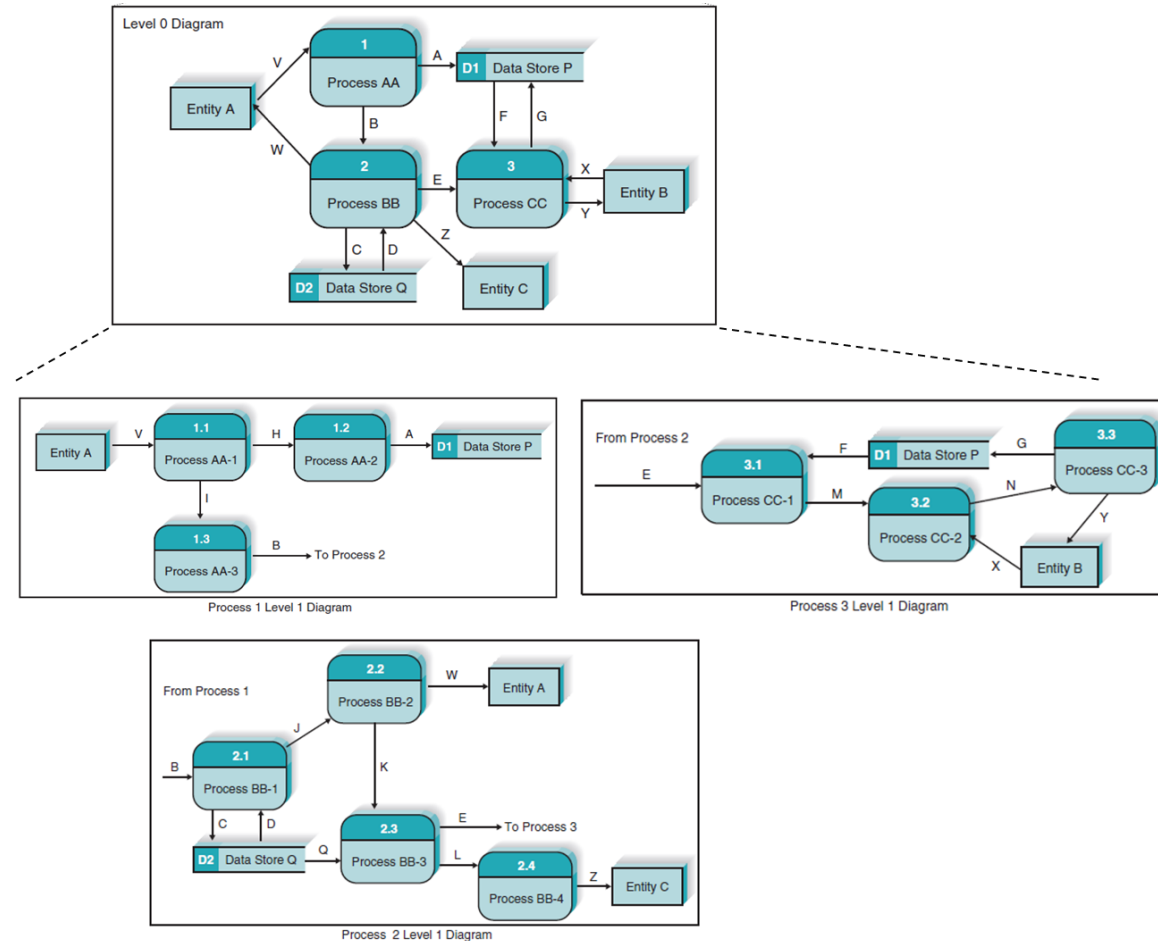 Level 0 Diagram
1
Process AA
V
A
D1 Data Store P
Entity A
B
F
G
W
2
Process BB
E
3
Process CC
X
Y
Entity B
C
D
Z
D2 Data Store Q
Entity C
Entity A
V
1.1
Process AA-1
H
1.2
Process AA-2
A
D1 Data Store P
I
1.3
Process AA-3
B
To Process 2
Process 1 Level 1 Diagram
From Process 2
E
3.1
Process CC-1
F
D1 Data Store P
G
3.3
Process CC-3
M
3.2
Process CC-2
N
Y
X
Entity B
Process 3 Level 1 Diagram
From Process 1
2.2
Process BB-2
W
Entity A
J
B
2.1
Process BB-1
K
C
D
D2 Data Store Q
Q
2.3
Process BB-3
E
To Process 3
L
2.4
Process BB-4
Z
Entity C
Process 2 Level 1 Diagram